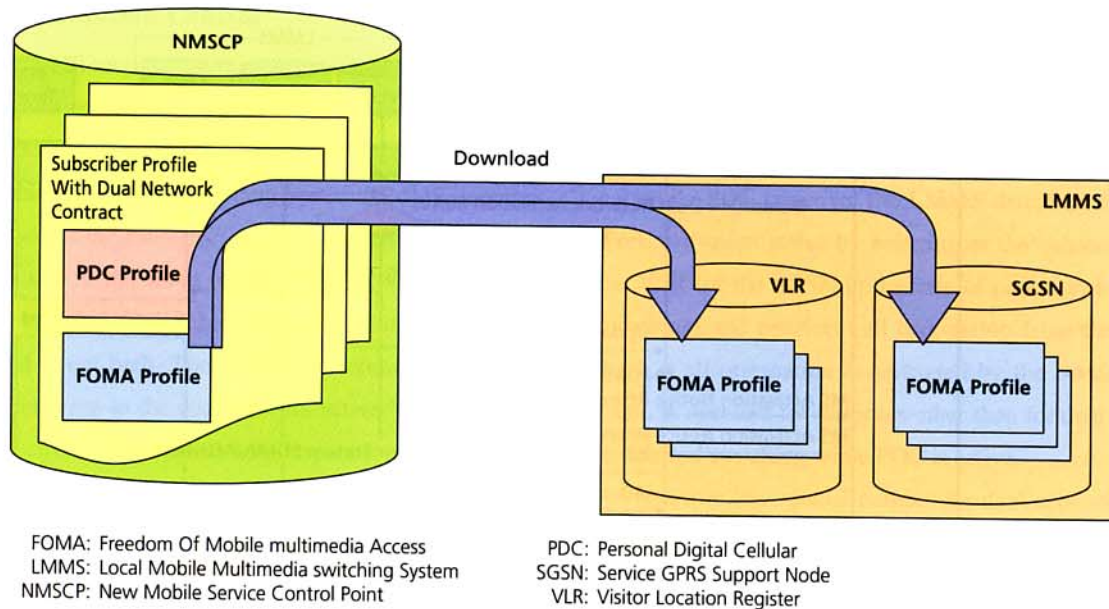 NMSCP
Subscriber Profile
With Dual Network
Contract
PDC Profile
FOMA Profile
Download
LMMS
VLR
SGSN
FOMA Profile
FOMA Profile
FOMA: Freedom Of Mobile multimedia Access
LMMS: Local Mobile Multimedia switching System
NMSCP: New Mobile Service Control Point
PDC: Personal Digital Cellular
SGSN: Service GPRS Support Node
VLR: Visitor Location Register